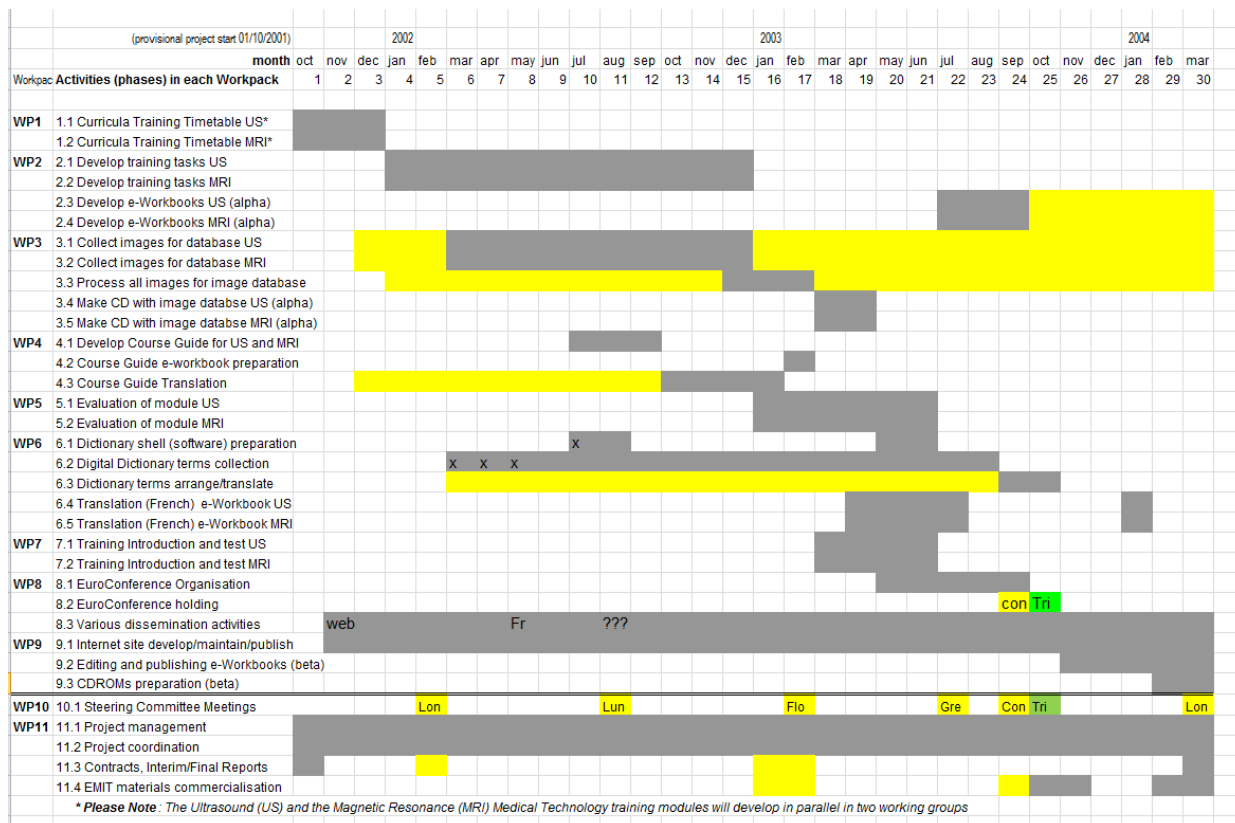 (provisional project start 01/10/2001) 2002 2003 2004
month oct nov dec jan feb mar apr may jun jul aug sep oct nov dec jan feb mar apr may jun jul aug sep oct nov dec jan feb mar
Workpac Activities (phases) in each Workpack 1 2 3 4 5 6 7 8 9 10 11 12 13 14 15 16 17 18 19 20 21 22 23 24 25 26 27 28 29 30
WP1 1.1 Curricula Training Timetable US*
1.2 Curricula Training Timetable MRI*
WP2 2.1 Develop training tasks US
2.2 Develop training tasks MRI
2.3 Develop e-Workbooks US (alpha)
2.4 Develop e-Workbooks MRI (alpha)
WP3 3.1 Collect images for database US
3.2 Collect images for database MRI
3.3 Process all images for image database
3.4 Make CD with image databse US (alpha)
3.5 Make CD with image databse MRI (alpha)
WP4 4.1 Develop Course Guide for US and MRI
4.2 Course Guide e-workbook preparation
4.3 Course Guide Translation
WP5 5.1 Evaluation of module US
5.2 Evaluation of module MRI
WP6 6.1 Dictionary shell (software) preparation x
6.2 Digital Dictionary terms collection x x x
6.3 Dictionary terms arrange/translate
6.4 Translation (French) e-Workbook US
6.5 Translation (French) e-Workbook MRI
WP7 7.1 Training Introduction and test US
7.2 Training Introduction and test MRI
WP8 8.1 EuroConference Organisation
8.2 EuroConference holding con Tri
8.3 Various dissemination activities web Fr ???
WP9 9.1 Internet site develop/maintain/publish
9.2 Editing and publishing e-Workbooks (beta)
9.3 CDROMs preparation (beta)
WP10 10.1 Steering Committee Meetings Lon Lun Flo Gre Con Tri Lon
WP11 11.1 Project management
11.2 Project coordination
11.3 Contracts, Interim/Final Reports
11.4 EMIT materials commercialisation
* Please Note: The Ultrasound (US) and the Magnetic Resonance (MRI) Medical Technology training modules will develop in parallel in two working groups